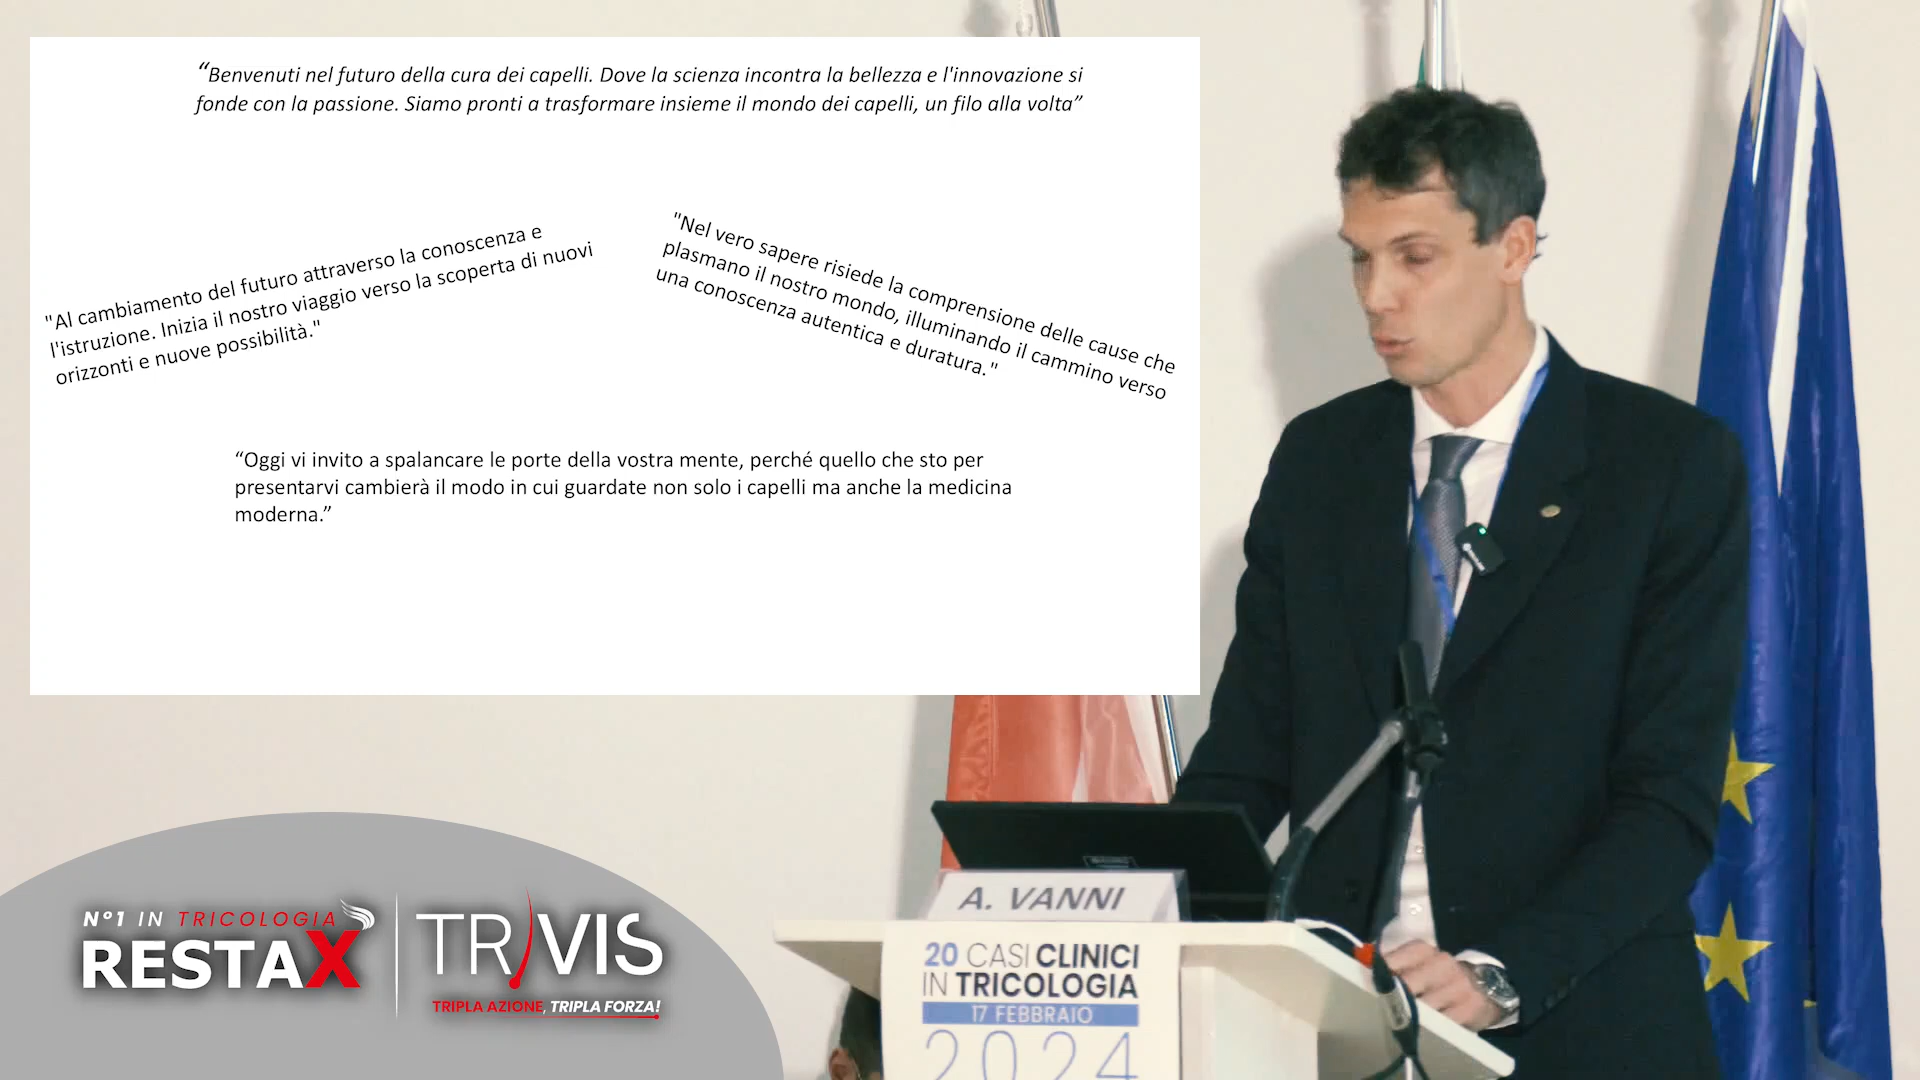 “Benvenuti nel futuro della cura dei capelli. Dove la scienza incontra la bellezza e l'innovazione si
fonde con la passione. Siamo pronti a trasformare insieme il mondo dei capelli, un filo alla volta”
"Al cambiamento del futuro attraverso la conoscenza e
l'istruzione. Inizia il nostro viaggio verso la scoperta di nuovi
orizzonti e nuove possibilità."
"Nel vero sapere risiede la comprensione delle cause che
plasmano il nostro mondo, illuminando il cammino verso
una conoscenza autentica e duratura."
“Oggi vi invito a spalancare le porte della vostra mente, perché quello che sto per
presentarvi cambierà il modo in cui guardate non solo i capelli ma anche la medicina
moderna.”
N°1 IN TRICOLOGIA
RESTAX
TRIVIS
TRIPLA AZIONE, TRIPLA FORZA!
A. VANNI
20 CASI CLINICI
IN TRICOLOGIA
17 FEBBRAIO
2024